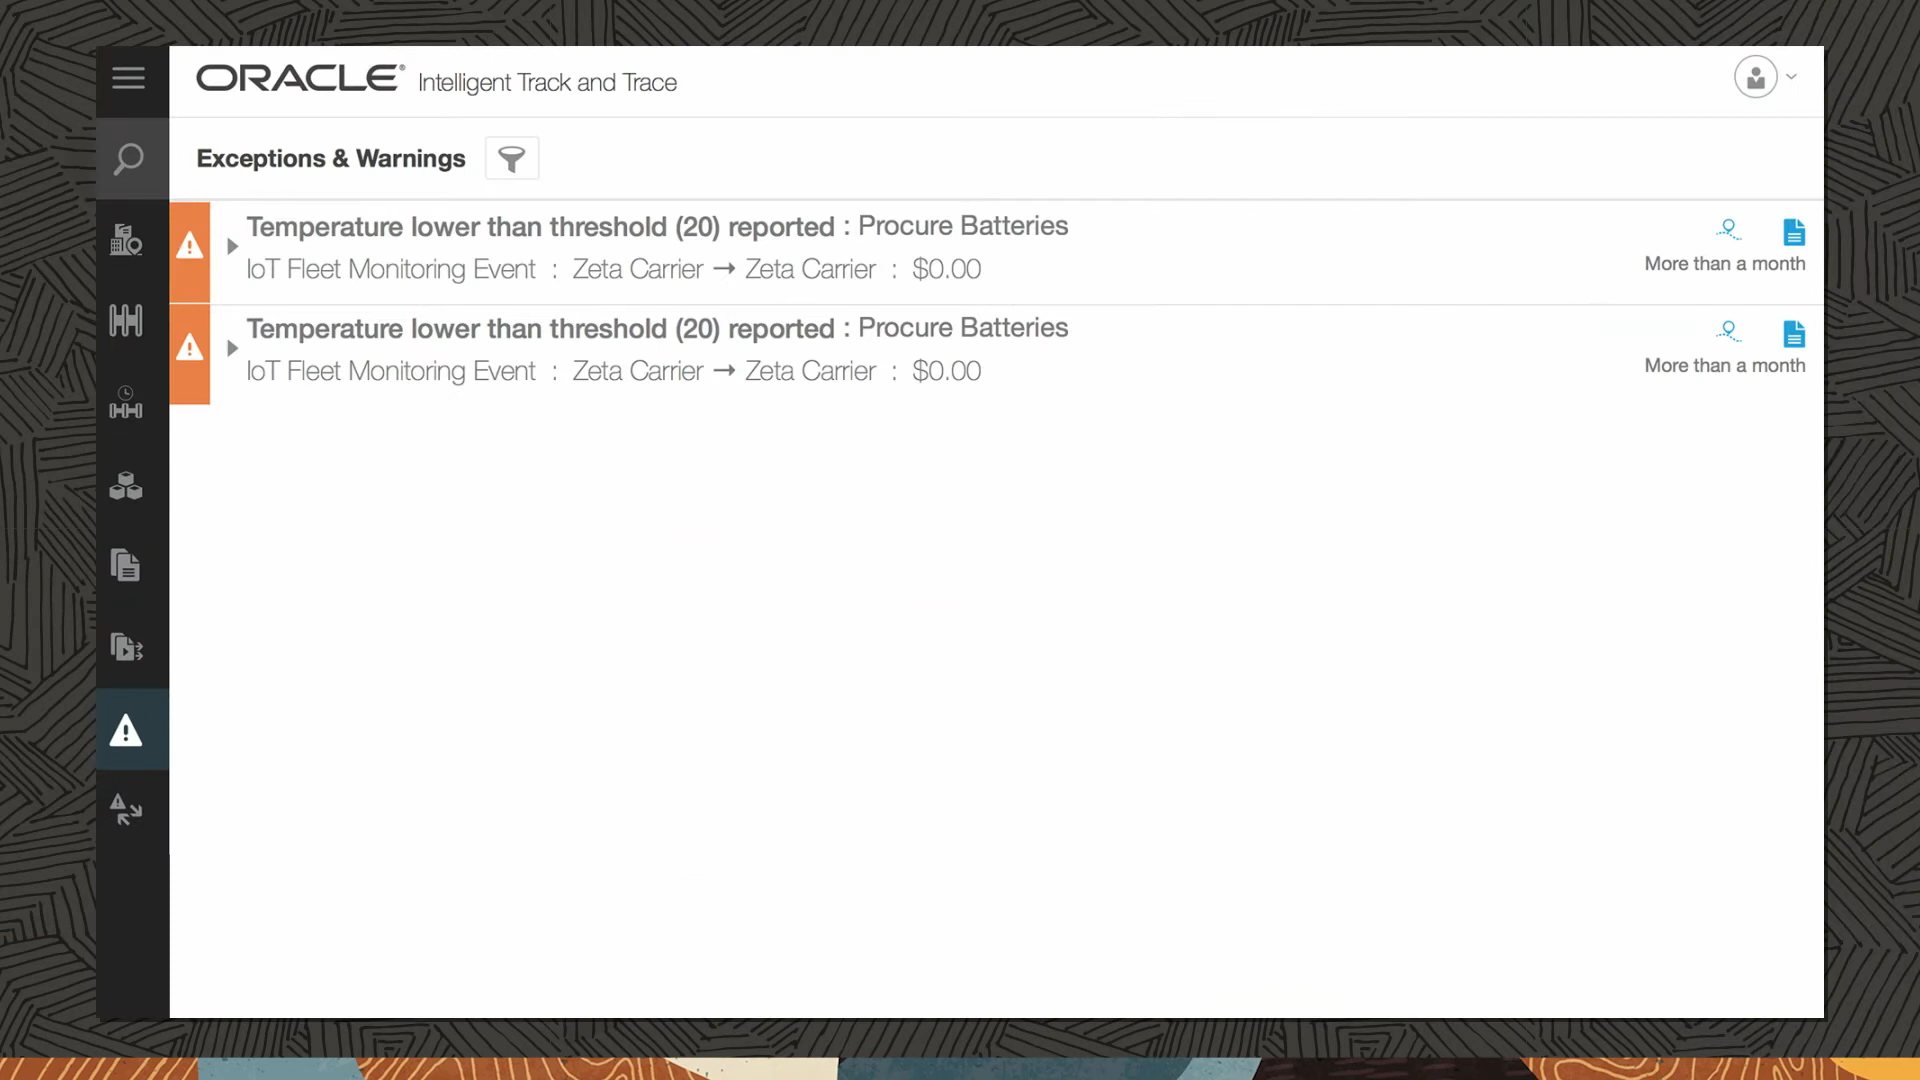 ORACLE® Intelligent Track and Trace
Exceptions & Warnings
Temperature lower than threshold (20) reported : Procure Batteries
IoT Fleet Monitoring Event : Zeta Carrier → Zeta Carrier : $0.00
More than a month
Temperature lower than threshold (20) reported : Procure Batteries
IoT Fleet Monitoring Event : Zeta Carrier → Zeta Carrier : $0.00
More than a month